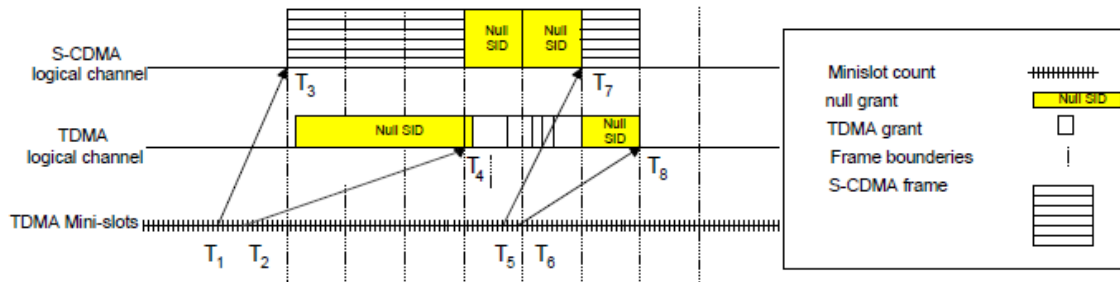 S-CDMA
logical channel
Null
SID
Null
SID
T3
T7
TDMA
logical channel
Null SID
Null
SID
T4
T8
TDMA Mini-slots
T1
T2
T5
T6
Minislot count
null grant
Null SID
TDMA grant
Frame bounderies
S-CDMA frame